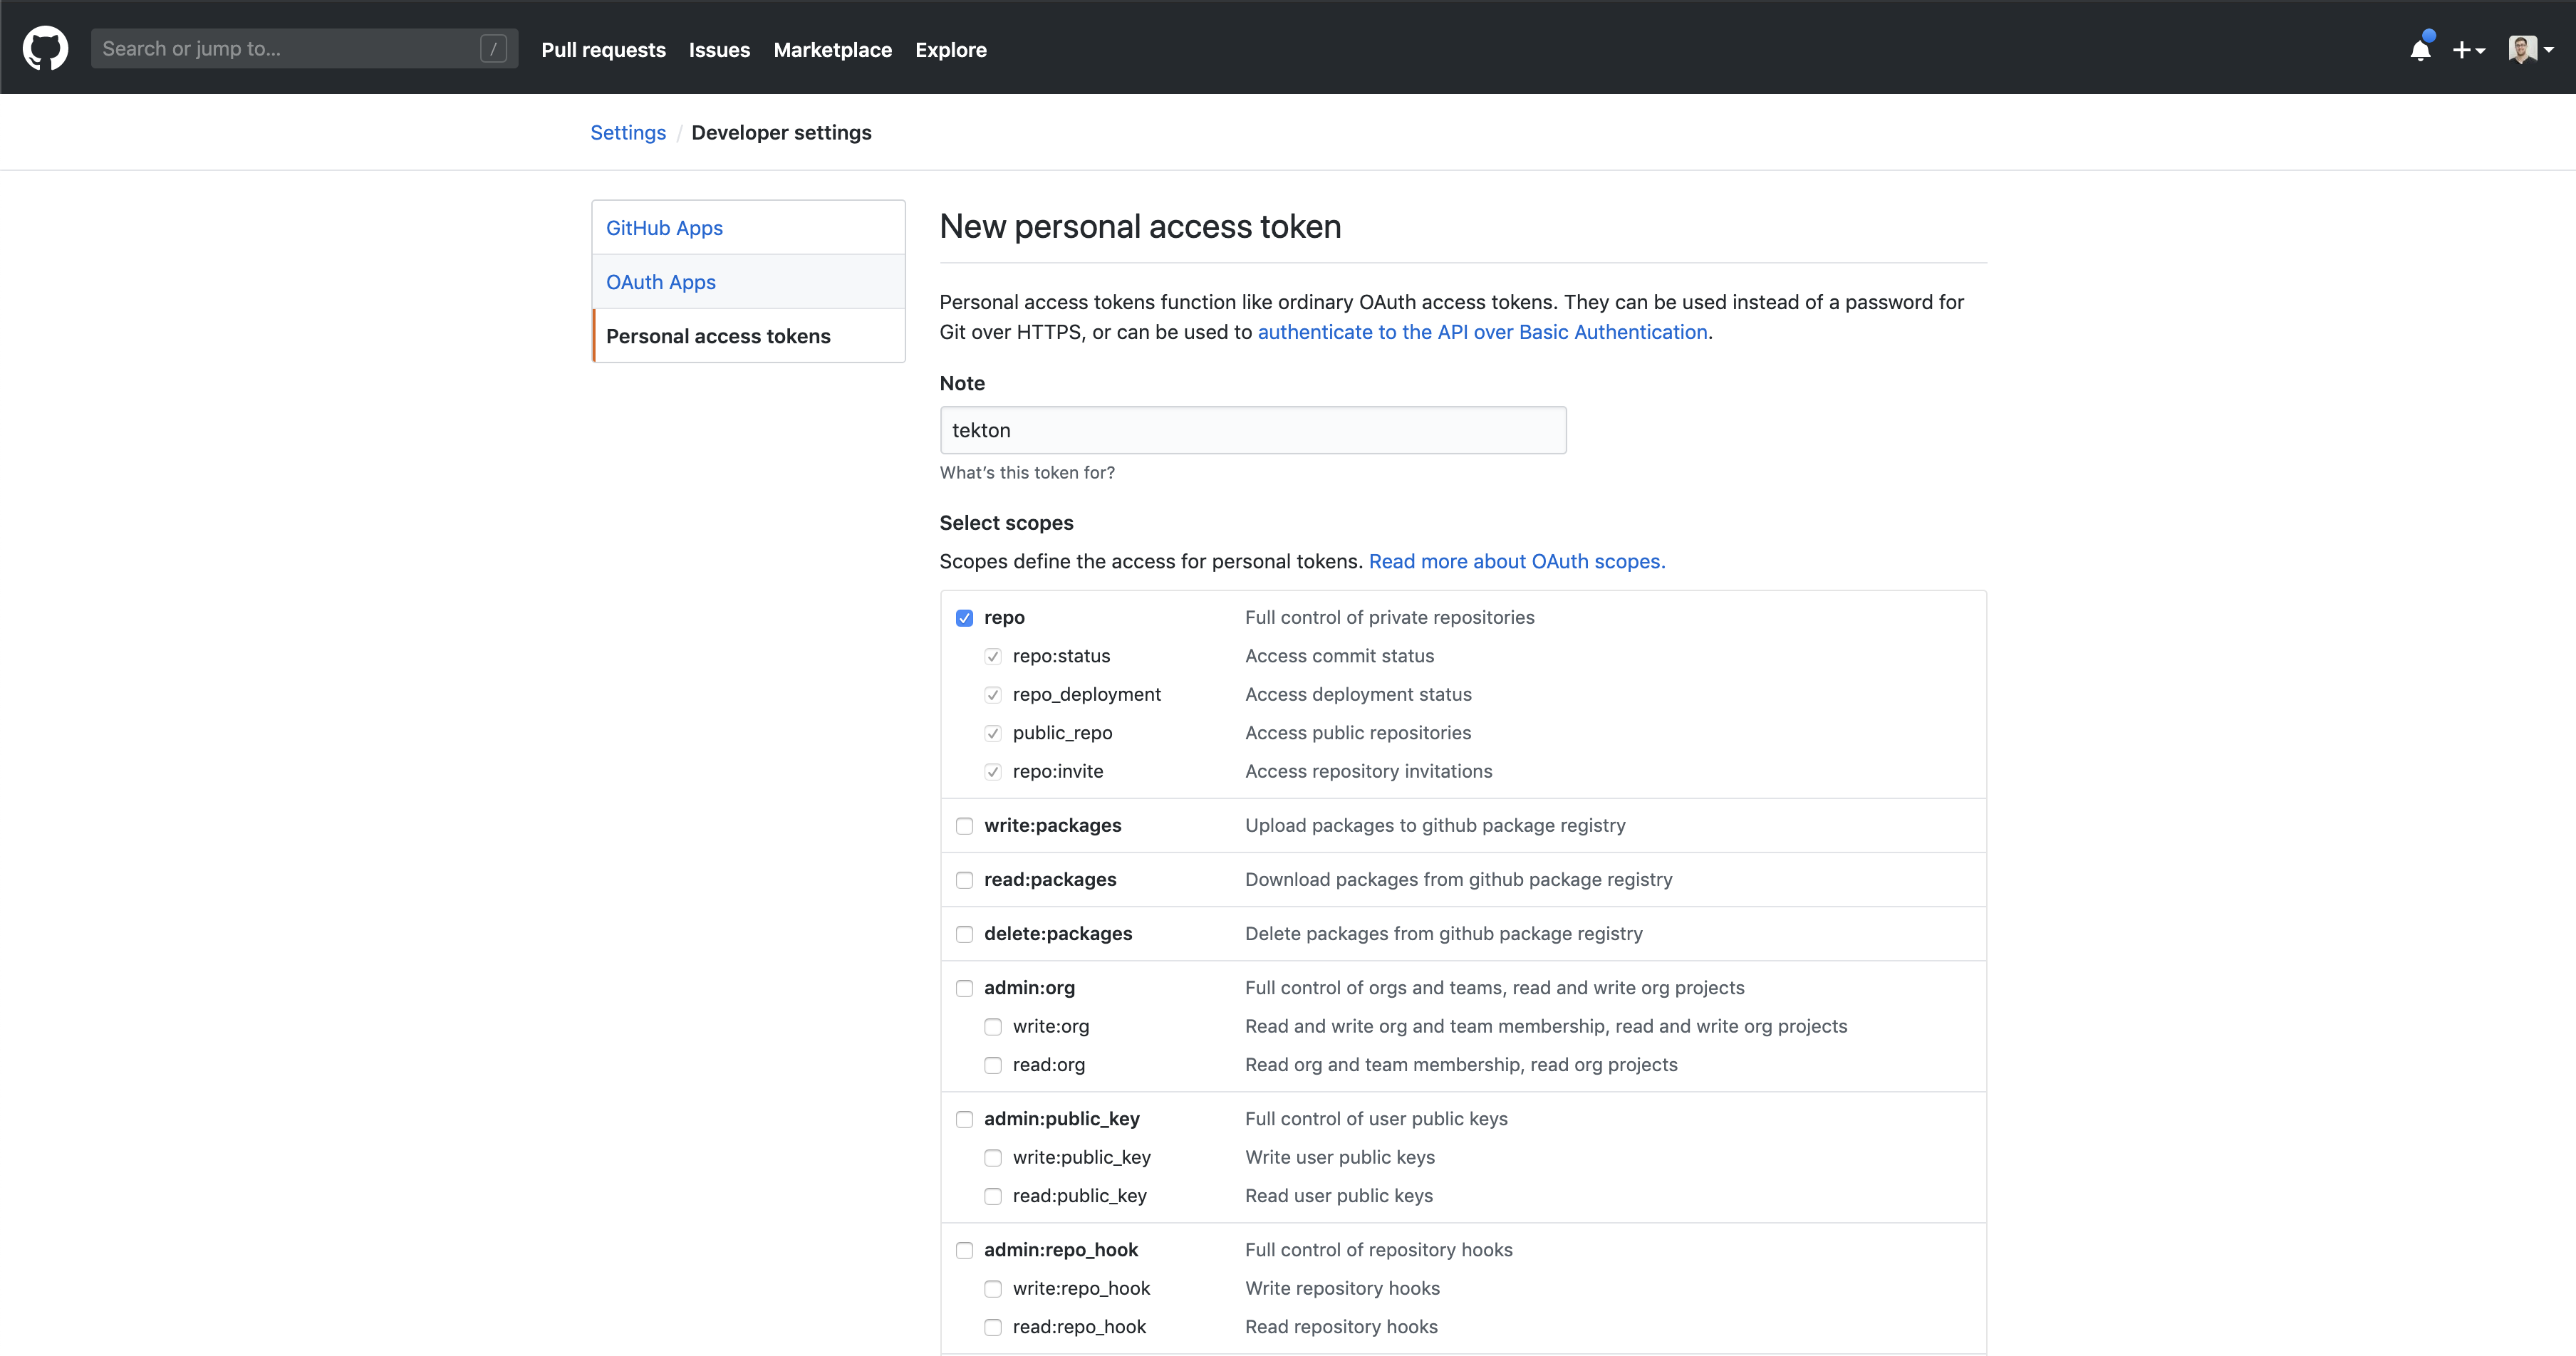 Search or jump to...
/
Pull requests
Issues
Marketplace
Explore
Settings / Developer settings
GitHub Apps
OAuth Apps
Personal access tokens
New personal access token
Personal access tokens function like ordinary OAuth access tokens. They can be used instead of a password for
Git over HTTPS, or can be used to authenticate to the API over Basic Authentication.
Note
tekton
What's this token for?
Select scopes
Scopes define the access for personal tokens. Read more about OAuth scopes.
repo Full control of private repositories
repo:status Access commit status
repo_deployment Access deployment status
public_repo Access public repositories
repo:invite Access repository invitations
write:packages Upload packages to github package registry
read:packages Download packages from github package registry
delete:packages Delete packages from github package registry
admin:org Full control of orgs and teams, read and write org projects
write:org Read and write org and team membership, read and write org projects
read:org Read org and team membership, read org projects
admin:public_key Full control of user public keys
write:public_key Write user public keys
read:public_key Read user public keys
admin:repo_hook Full control of repository hooks
write:repo_hook Write repository hooks
read:repo_hook Read repository hooks